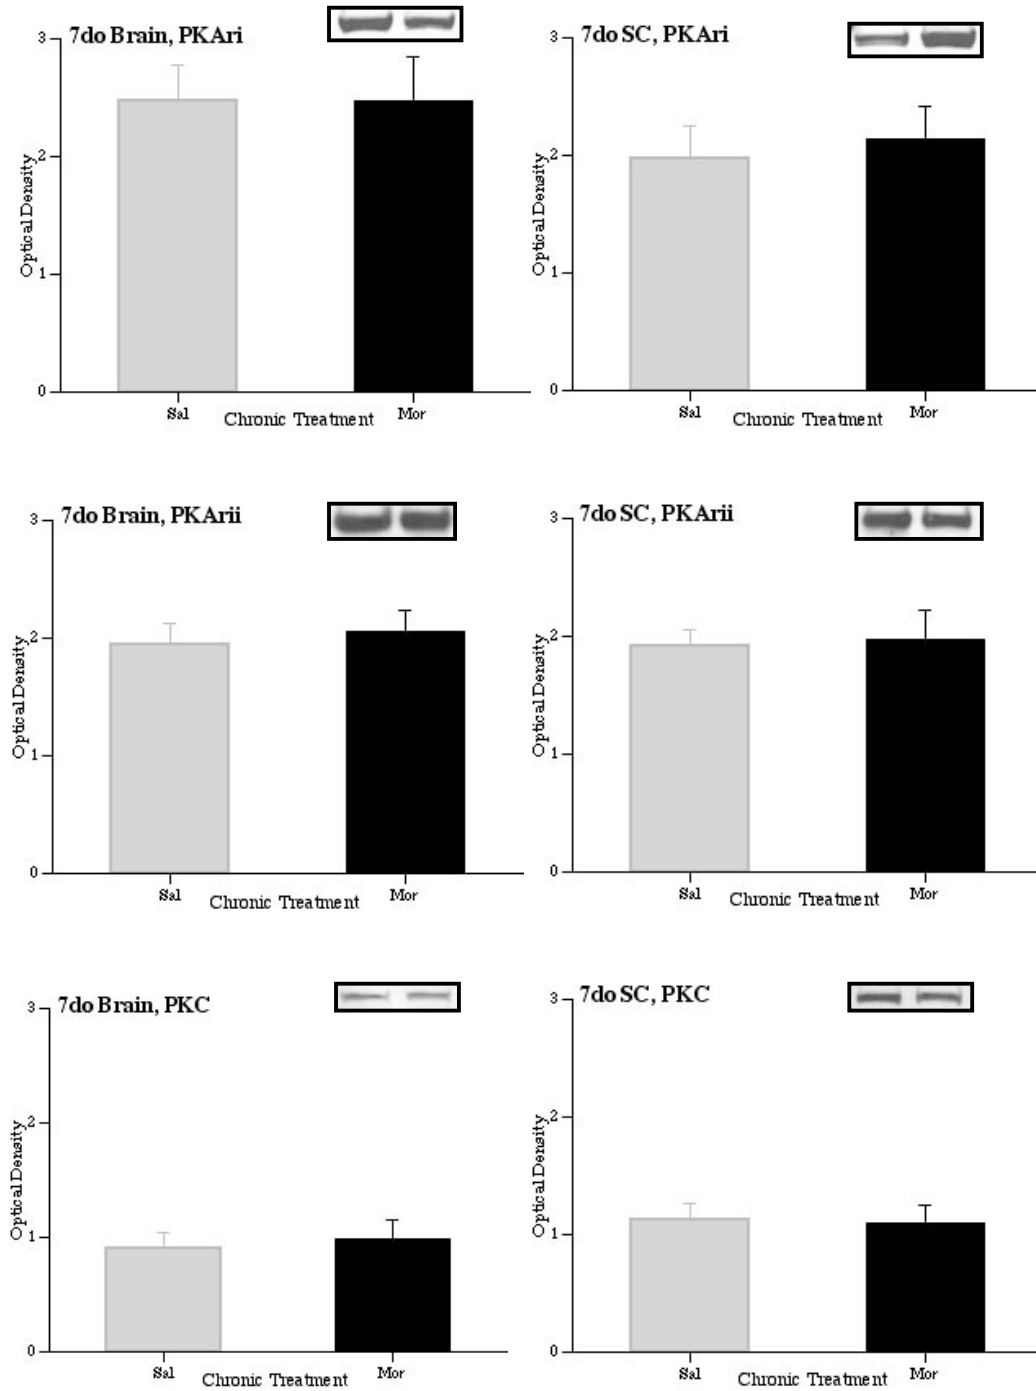 7do Brain, PKAri
3
2
1
0
Optical Density
Sal
Chronic Treatment
Mor
7do SC, PKAri
3
2
1
0
Optical Density
Sal
Chronic Treatment
Mor
7do Brain, PKArii
3
2
1
0
Optical Density
Sal
Chronic Treatment
Mor
7do SC, PKArii
3
2
1
0
Optical Density
Sal
Chronic Treatment
Mor
7do Brain, PKC
3
2
1
0
Optical Density
Sal
Chronic Treatment
Mor
7do SC, PKC
3
2
1
0
Optical Density
Sal
Chronic Treatment
Mor